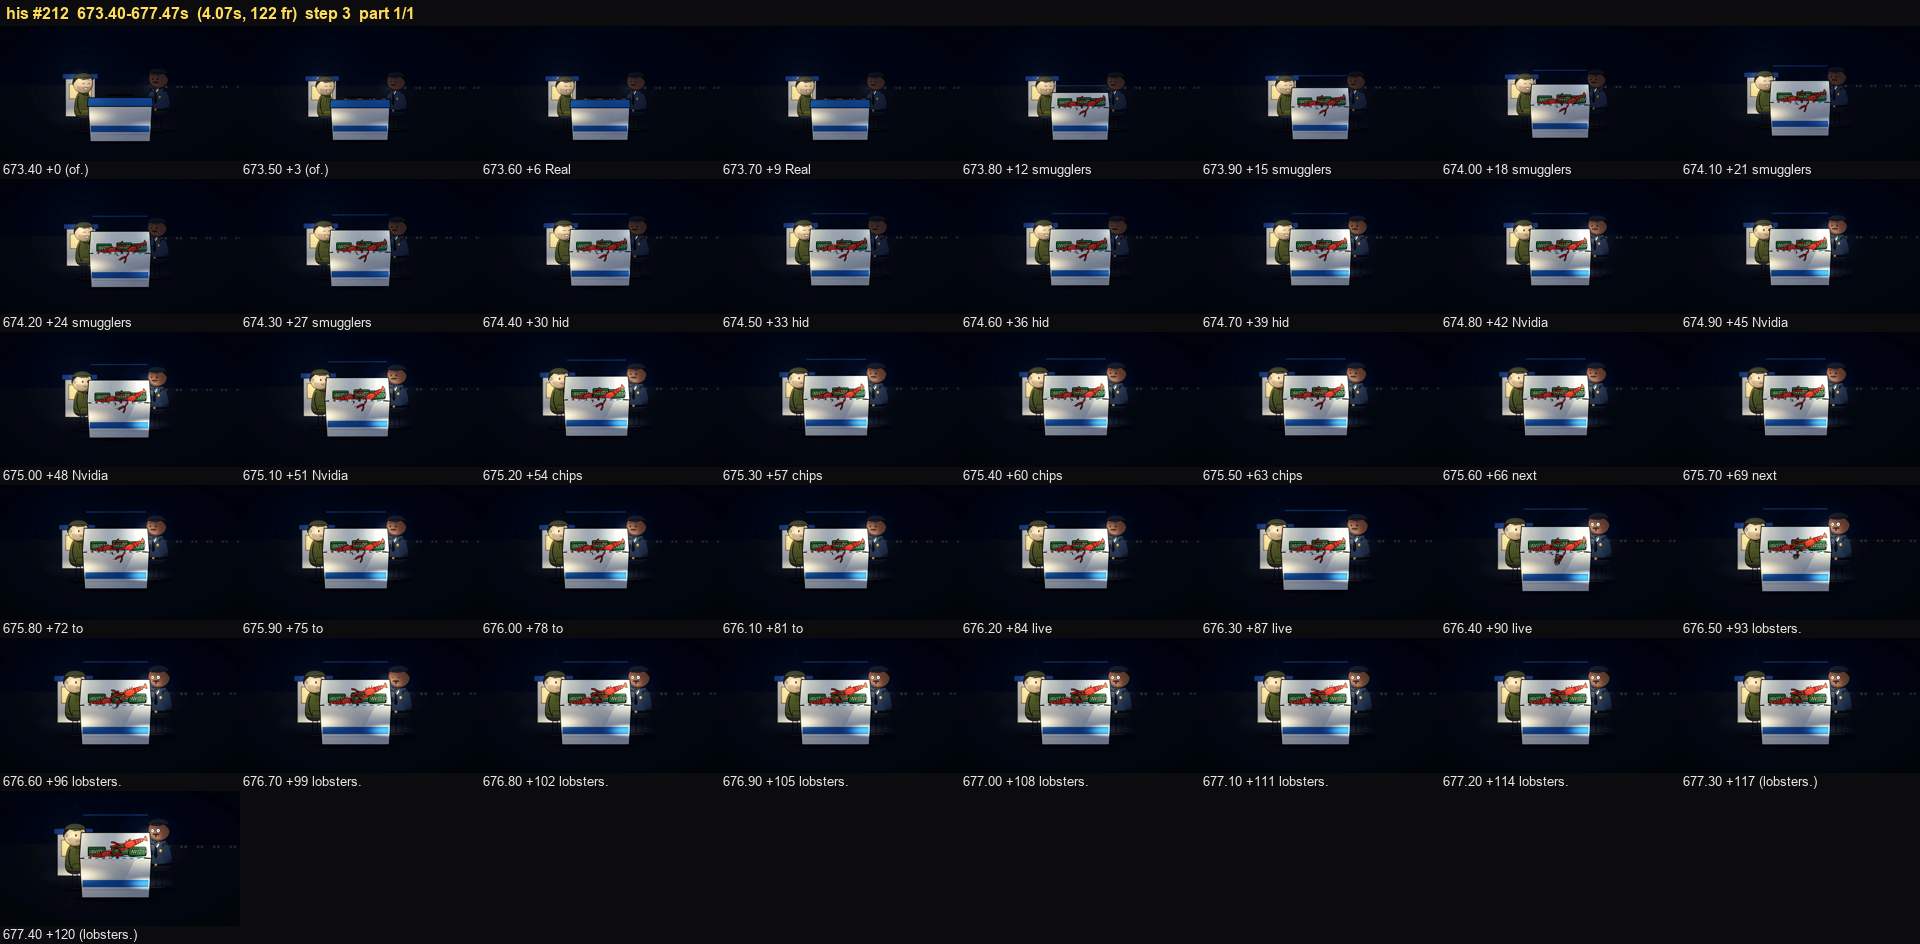 his #212 673.40-677.47s (4.07s, 122 fr) step 3 part 1/1
673.40 +0 (of.)
673.50 +3 (of.)
673.60 +6 Real
673.70 +9 Real
673.80 +12 smugglers
673.90 +15 smugglers
674.00 +18 smugglers
674.10 +21 smugglers
674.20 +24 smugglers
674.30 +27 smugglers
674.40 +30 hid
674.50 +33 hid
674.60 +36 hid
674.70 +39 hid
674.80 +42 Nvidia
674.90 +45 Nvidia
675.00 +48 Nvidia
675.10 +51 Nvidia
675.20 +54 chips
675.30 +57 chips
675.40 +60 chips
675.50 +63 chips
675.60 +66 next
675.70 +69 next
675.80 +72 to
675.90 +75 to
676.00 +78 to
676.10 +81 to
676.20 +84 live
676.30 +87 live
676.40 +90 live
676.50 +93 lobsters.
676.60 +96 lobsters.
676.70 +99 lobsters.
676.80 +102 lobsters.
676.90 +105 lobsters.
677.00 +108 lobsters.
677.10 +111 lobsters.
677.20 +114 lobsters.
677.30 +117 (lobsters.)
677.40 +120 (lobsters.)